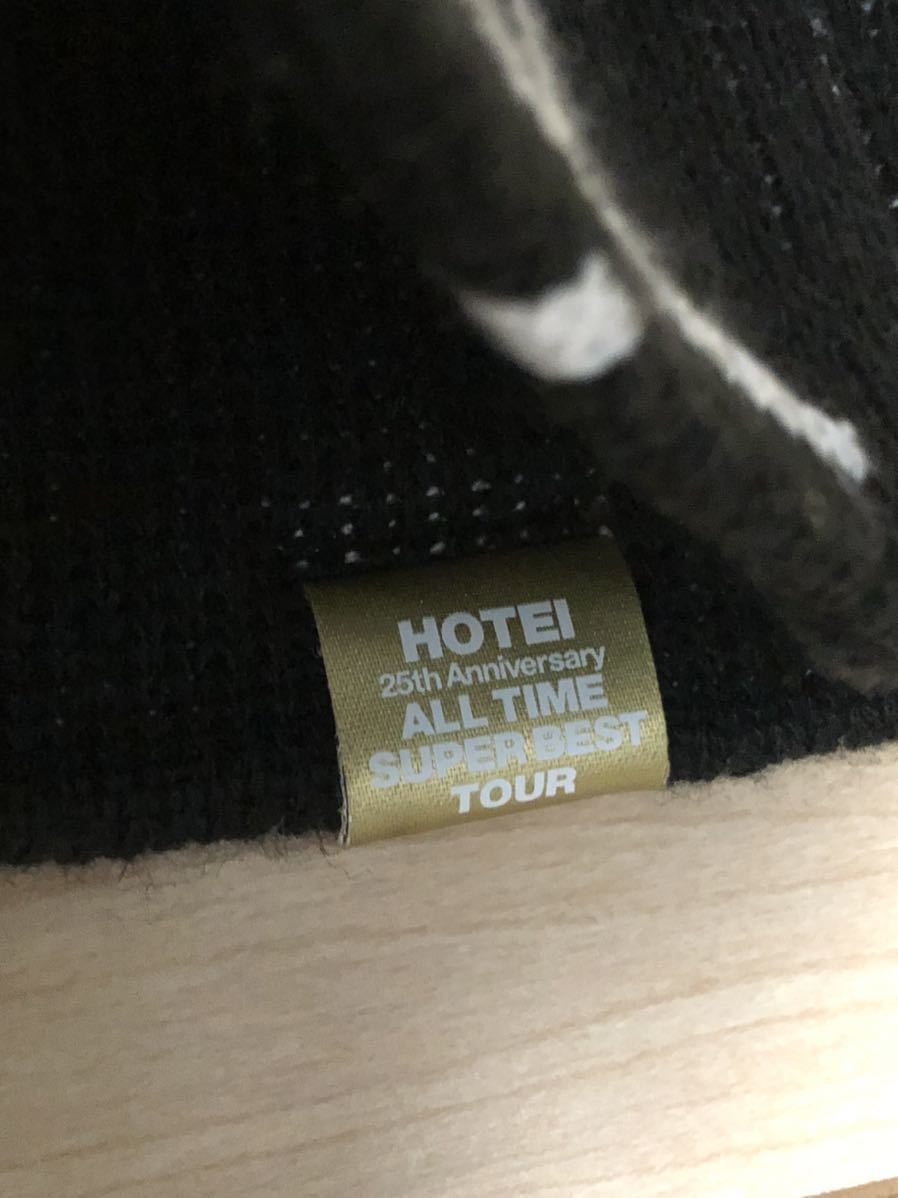 HOTEI
25th Anniversary
ALL TIME
SUPER BEST
TOUR